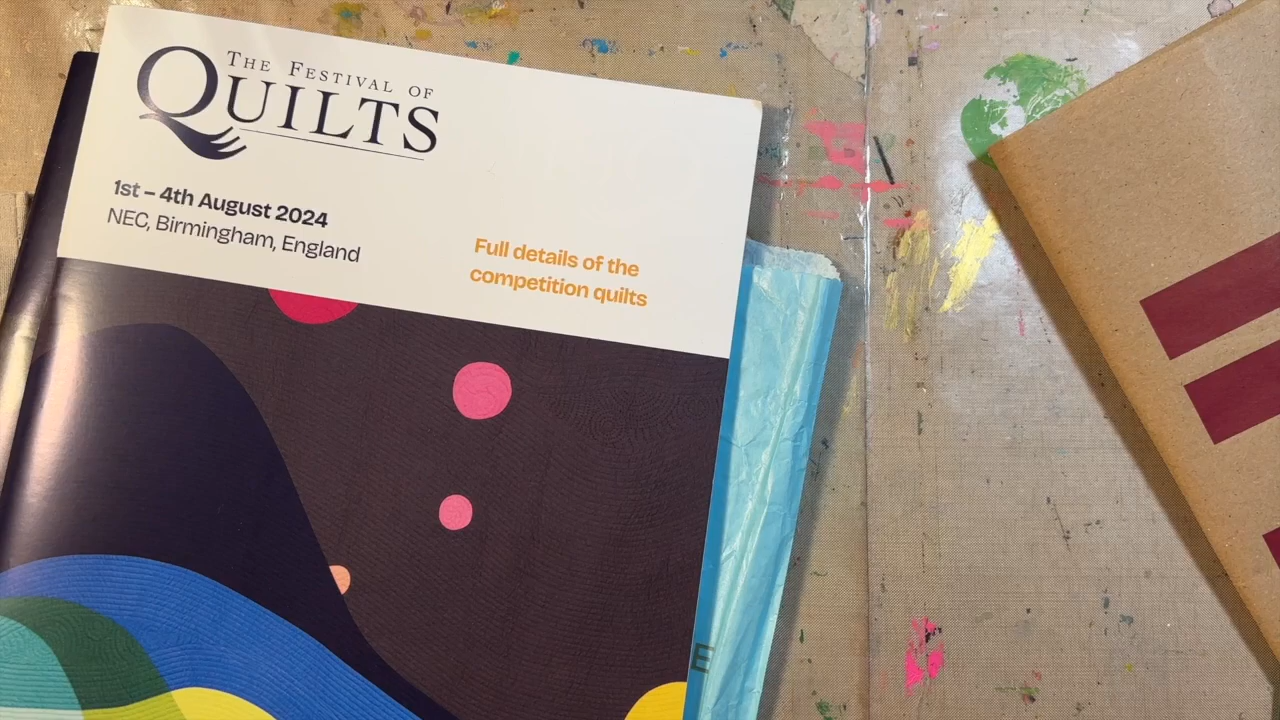 THE FESTIVAL OF
QUILTS
1st – 4th August 2024
NEC, Birmingham, England
Full details of the
competition quilts
E